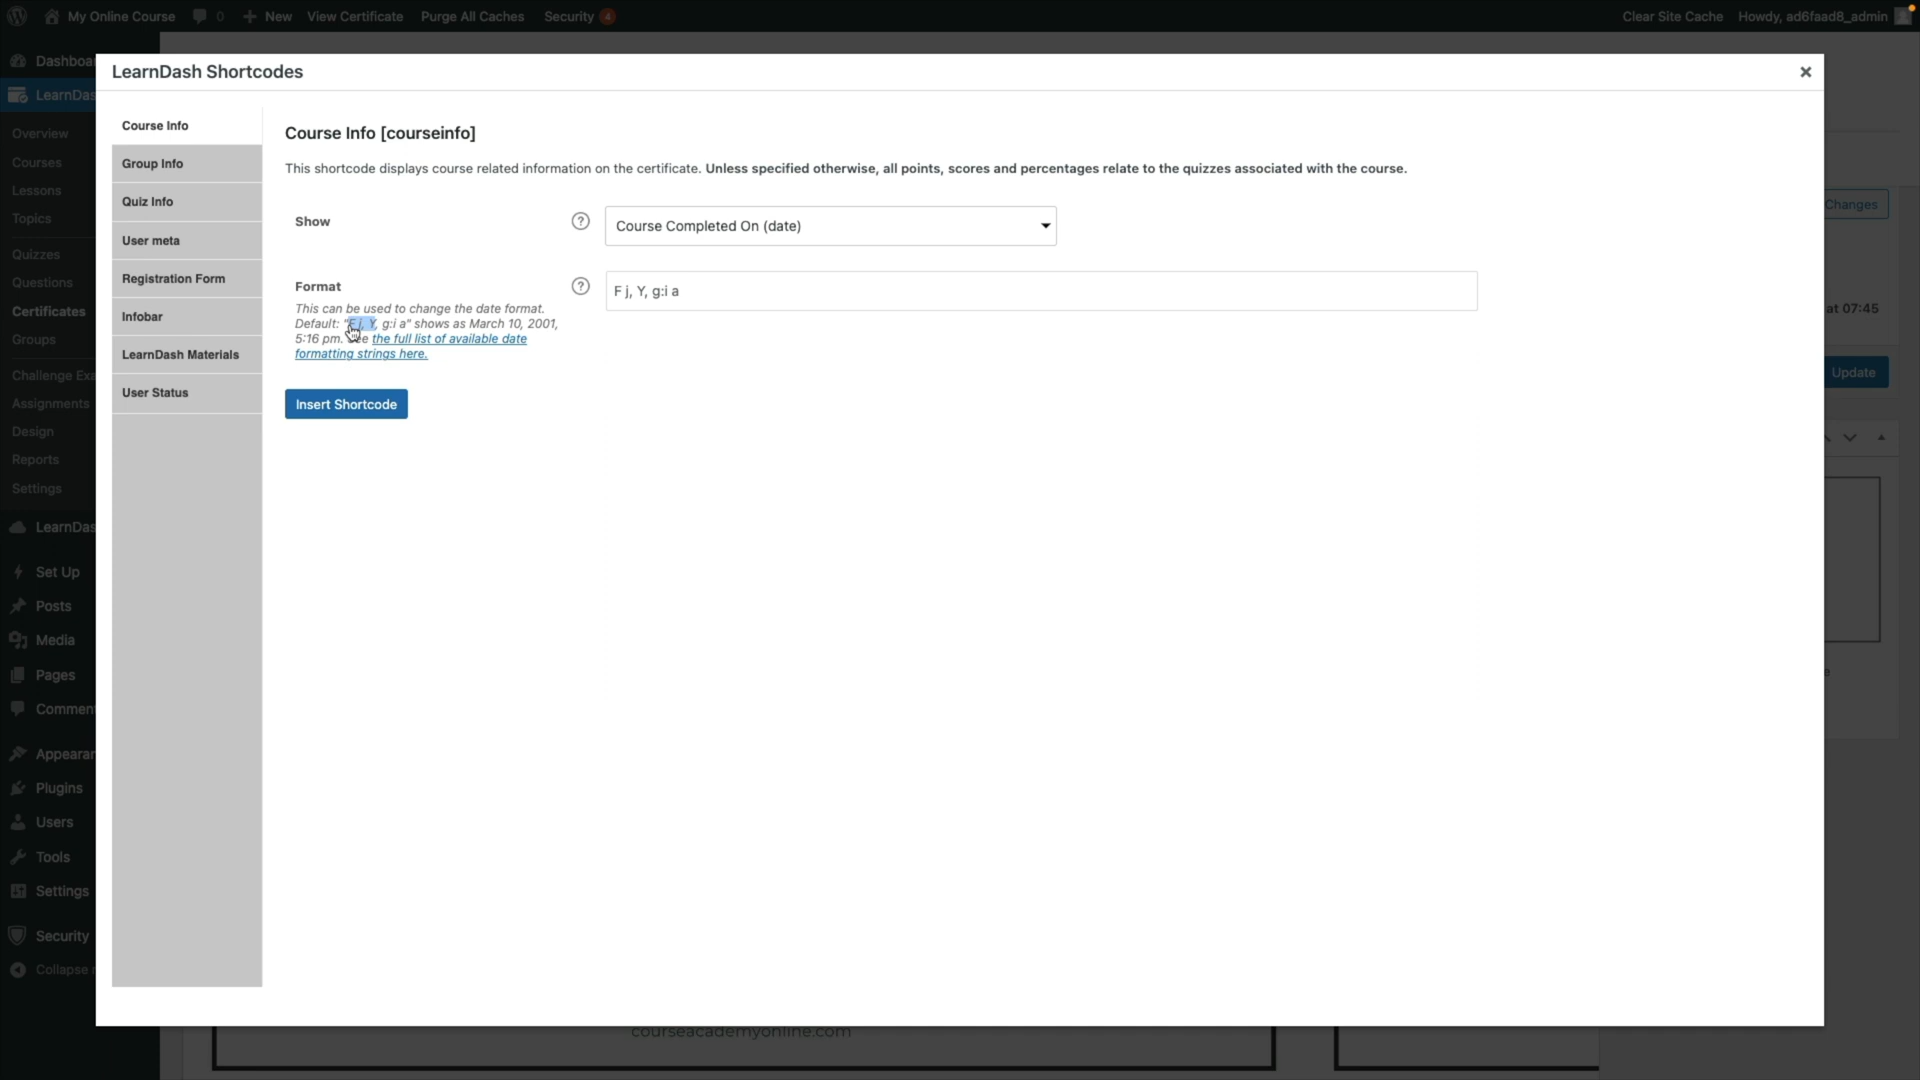 My Online Course
0
New
View Certificate
Purge All Caches
Security 4
Clear Site Cache
Howdy, ad6faad8_admin
LearnDash Shortcodes
Course Info
Group Info
Quiz Info
User meta
Registration Form
Infobar
LearnDash Materials
User Status
Course Info [courseinfo]
This shortcode displays course related information on the certificate. Unless specified otherwise, all points, scores and percentages relate to the quizzes associated with the course.
Show
Course Completed On (date)
Format
F j, Y, g:i a
This can be used to change the date format.
Default: "F j, Y, g:i a" shows as March 10, 2001,
5:16 pm. See the full list of available date
formatting strings here.
Insert Shortcode
Dashboa
LearnDas
Overview
Courses
Lessons
Topics
Quizzes
Questions
Certificates
Groups
Challenge Exa
Assignments
Design
Reports
Settings
LearnDas
Set Up
Posts
Media
Pages
Commen
Appearan
Plugins
Users
Tools
Settings
Security
Collapse
Changes
at 07:45
Update
courseacademyonline.com